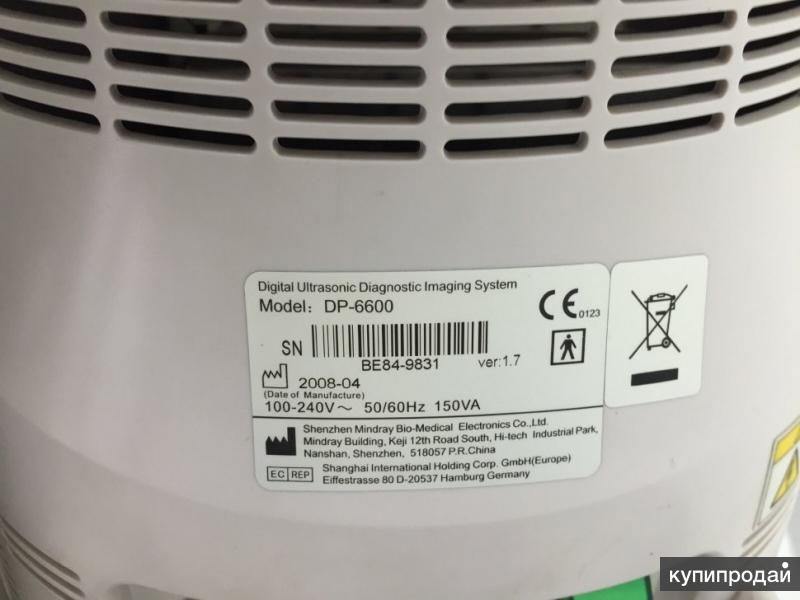 Digital Ultrasonic Diagnostic Imaging System
Model: DP-6600
CE 0123
SN
BE84-9831
ver:1.7
2008-04
(Date of Manufacture)
100-240V～ 50/60Hz 150VA
Shenzhen Mindray Bio-Medical Electronics Co.,Ltd.
Mindray Building, Keji 12th Road South, Hi-tech Industrial Park,
Nanshan, Shenzhen, 518057 P.R.China
EC REP
Shanghai International Holding Corp. GmbH(Europe)
Eiffestrasse 80 D-20537 Hamburg Germany
купипродай